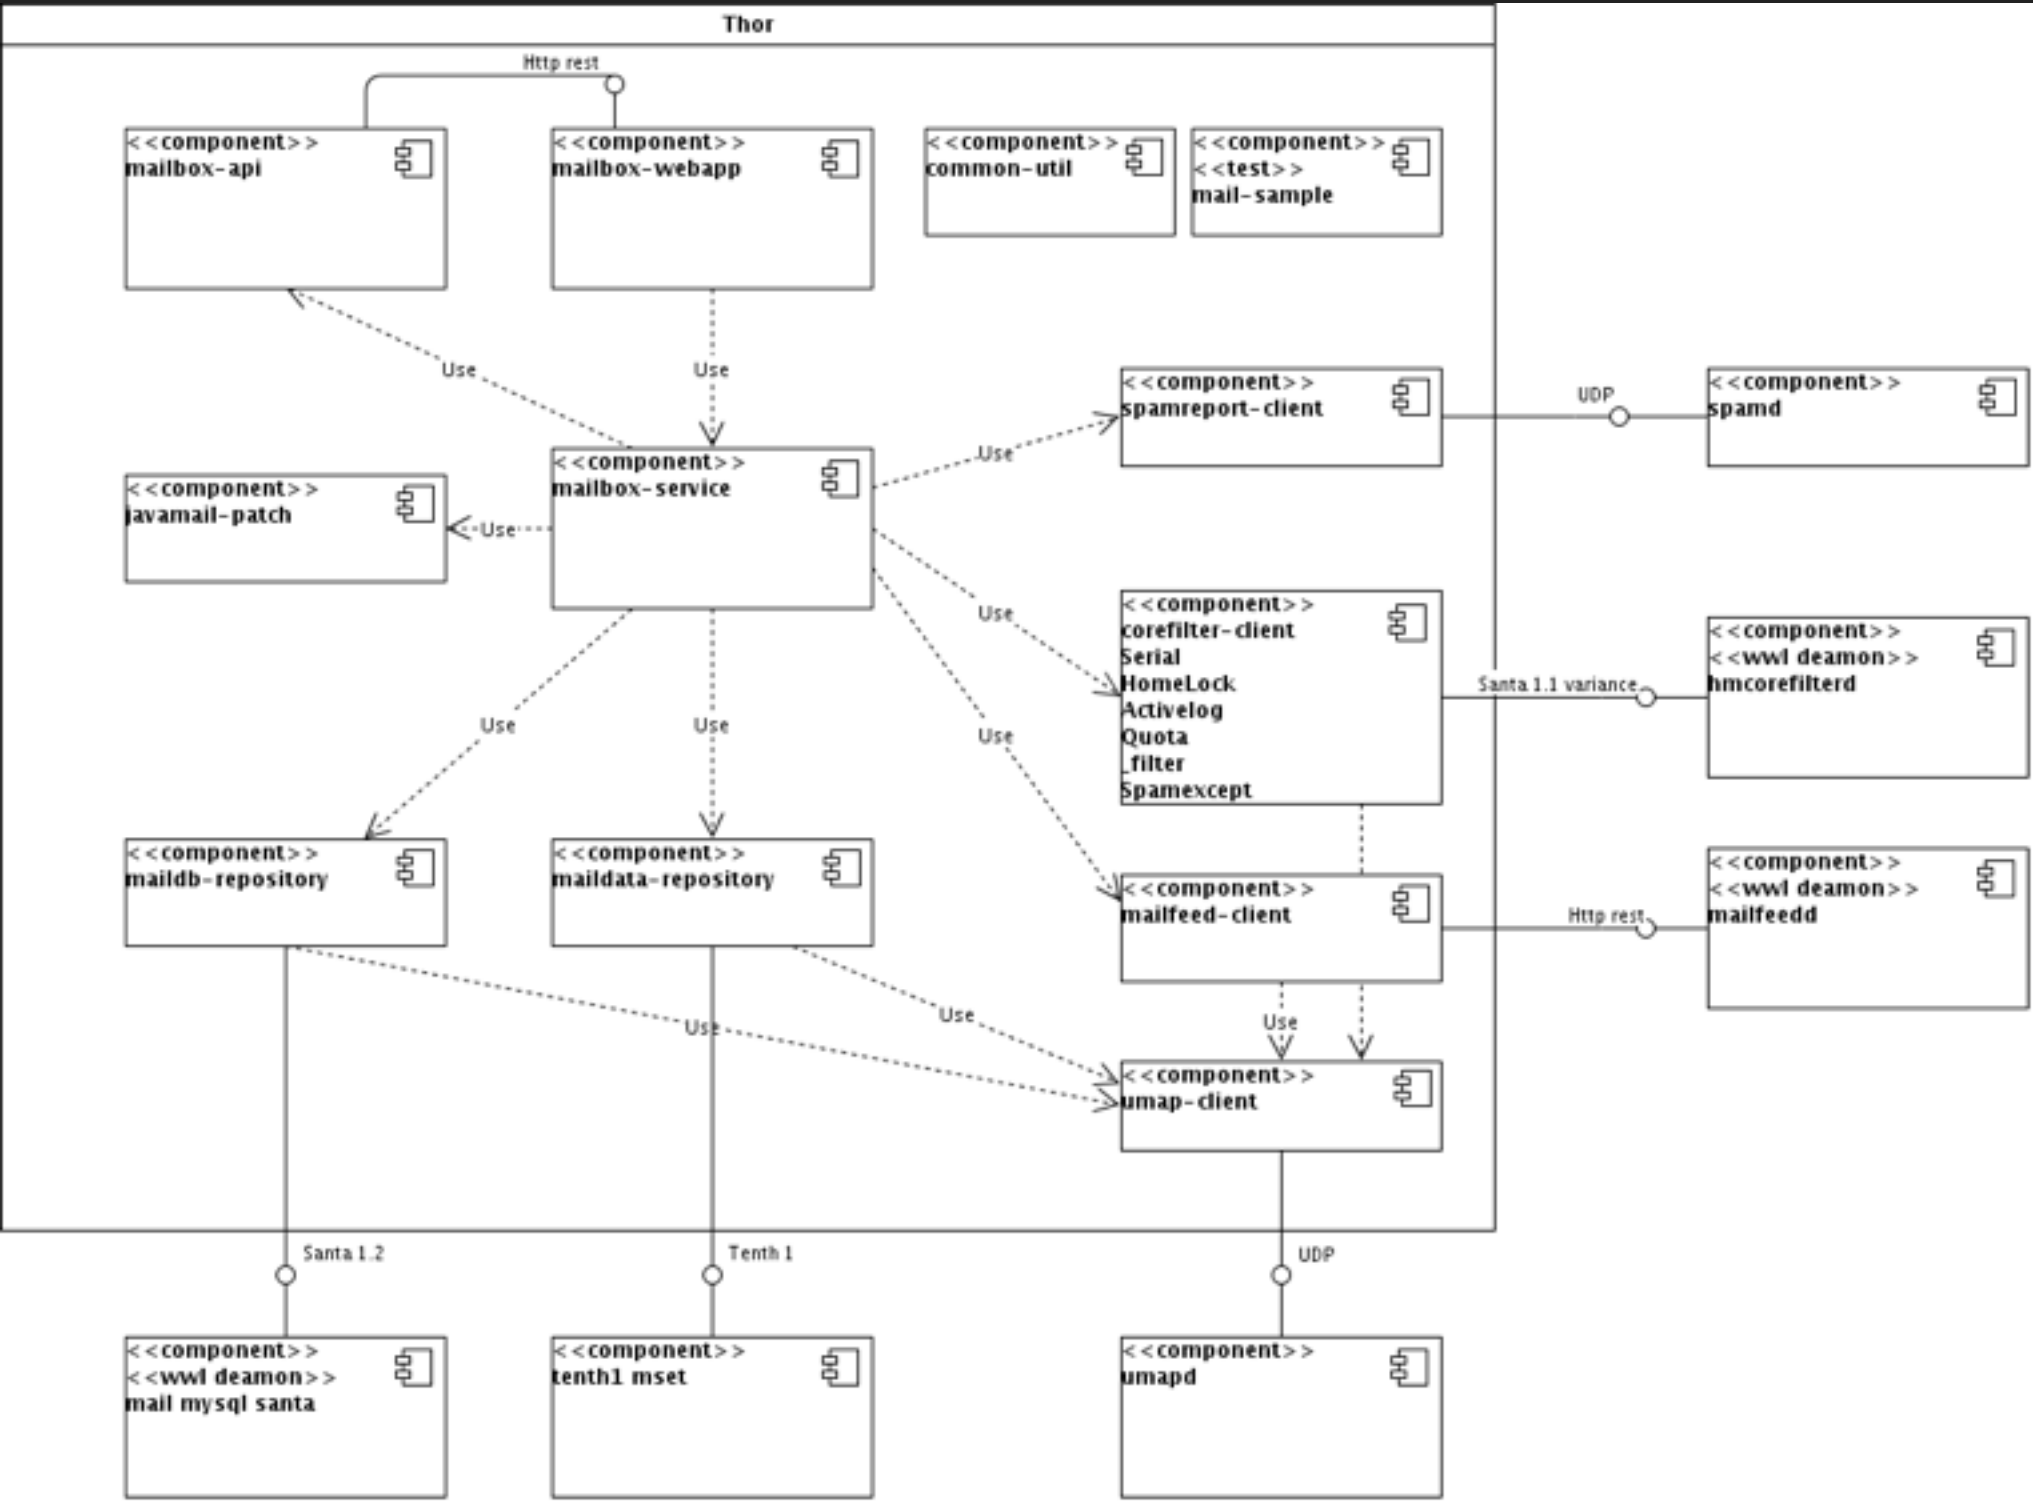 Thor
Http rest
<<component>>
mailbox-api
<<component>>
mailbox-webapp
<<component>>
common-util
<<component>>
<<test>>
mail-sample
Use
Use
<<component>>
spamreport-client
UDP
<<component>>
spamd
<<component>>
javamail-patch
Use
<<component>>
mailbox-service
Use
Use
Use
<<component>>
corefilter-client
Serial
HomeLock
Activelog
Quota
_filter
Spamexcept
Santa 1.1 variance
<<component>>
<<wwl deamon>>
hmcorefilterd
Use
Use
<<component>>
maildb-repository
<<component>>
maildata-repository
<<component>>
mailfeed-client
Http rest
<<component>>
<<wwl deamon>>
mailfeedd
Use
Use
Use
<<component>>
umap-client
Santa 1.2
Tenth 1
UDP
<<component>>
<<wwl deamon>>
mail mysql santa
<<component>>
tenth1 mset
<<component>>
umapd